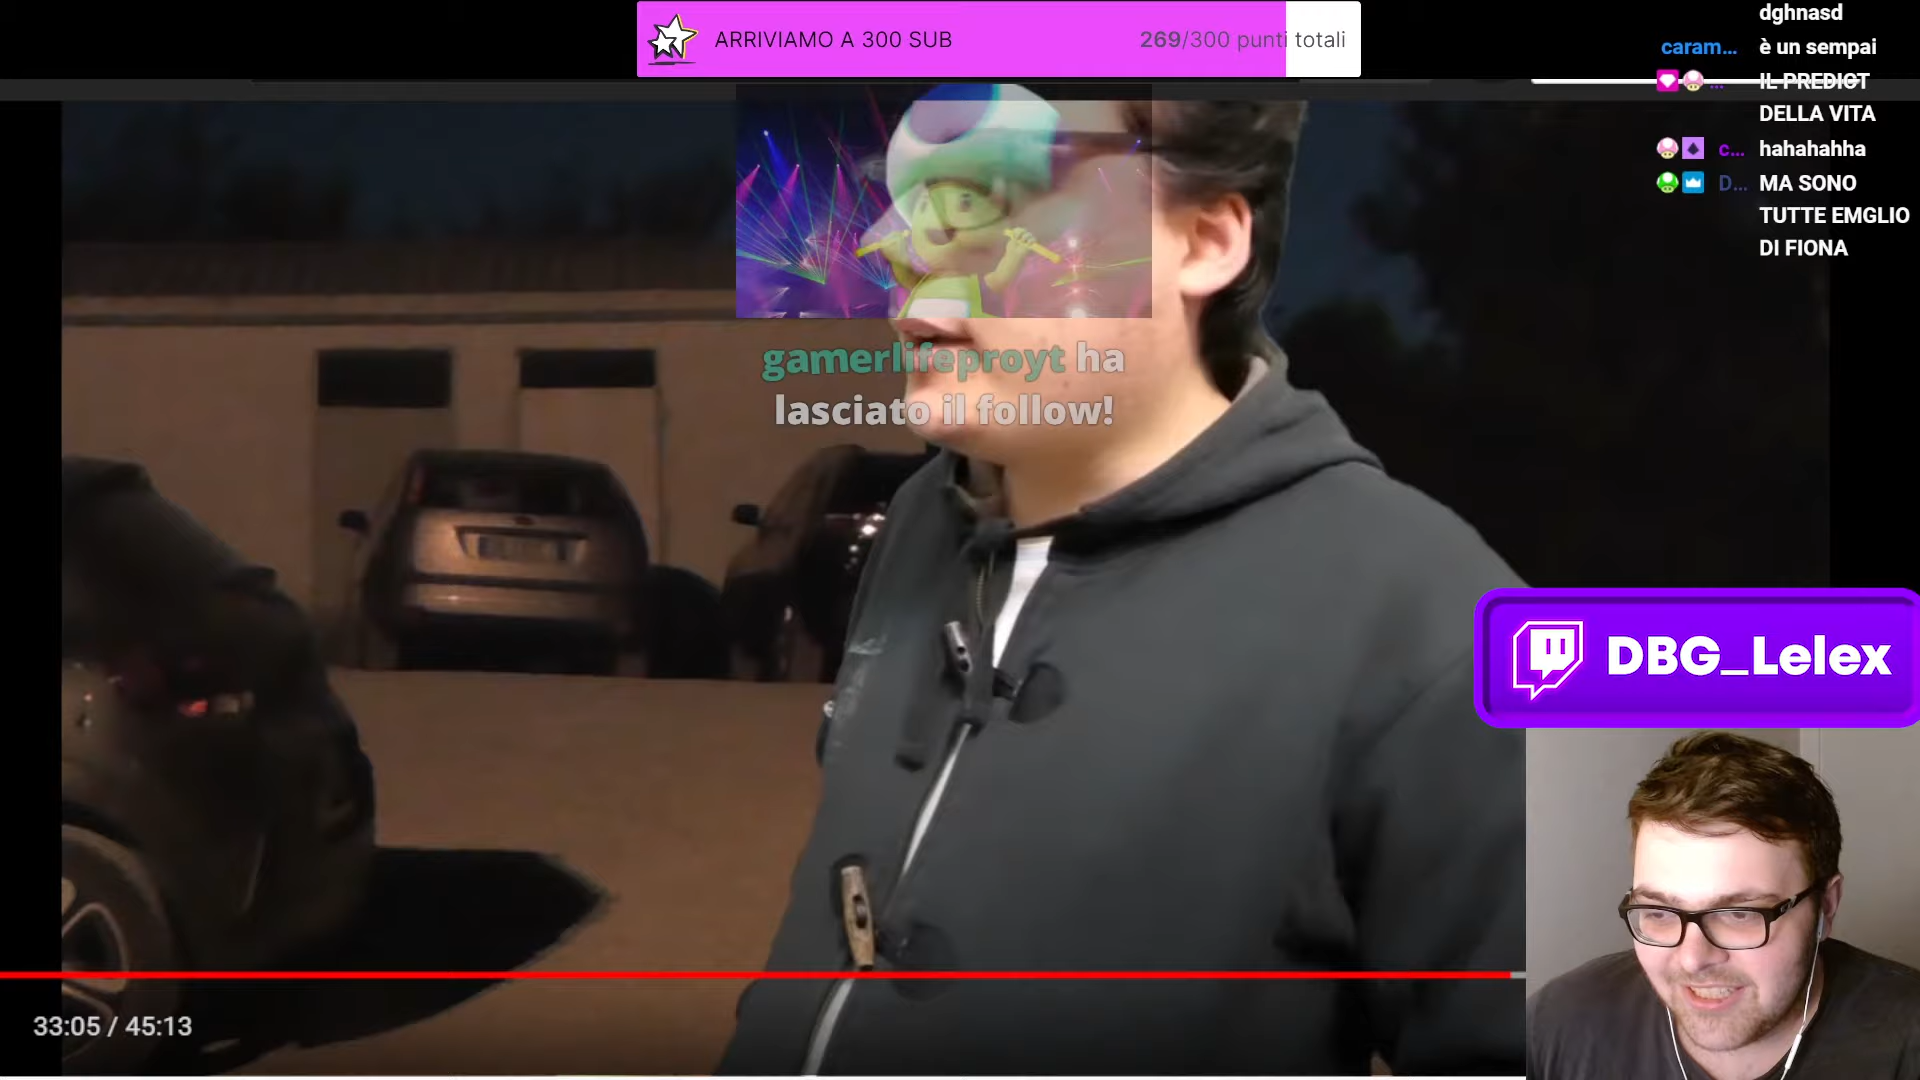 ARRIVIAMO A 300 SUB
269/300 punti totali
dghnasd
caram... è un sempai
... IL PREDICT
DELLA VITA
c... hahahahha
D... MA SONO
TUTTE EMGLIO
DI FIONA
gamerlifeproyt ha
lasciato il follow!
DBG_Lelex
33:05 / 45:13